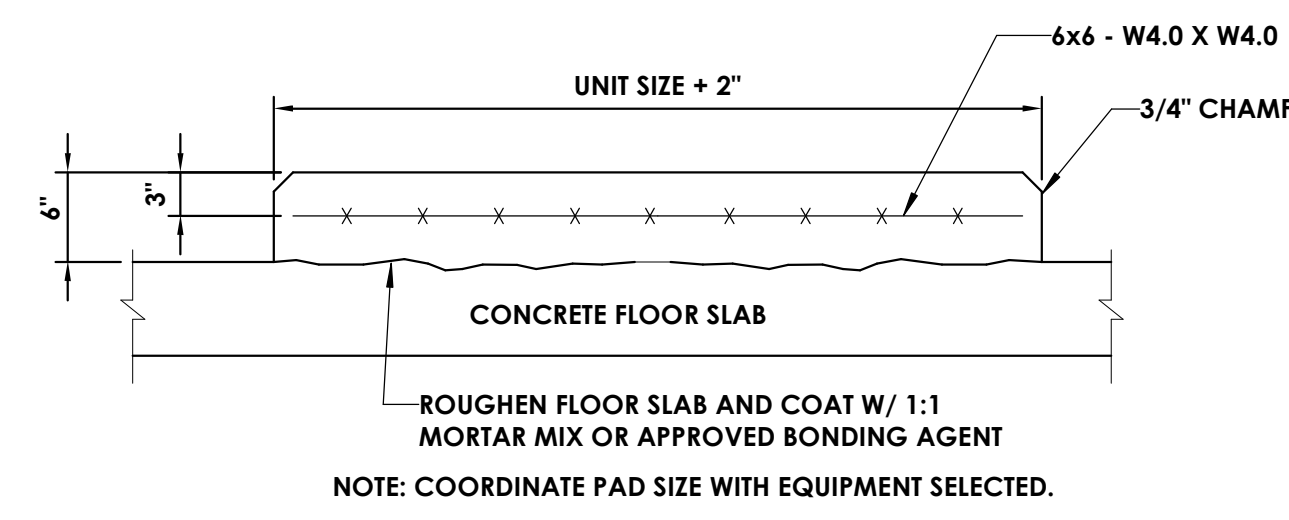 6x6 - W4.0 X W4.0
UNIT SIZE + 2"
3/4" CHAMF
6"
3"
CONCRETE FLOOR SLAB
ROUGHEN FLOOR SLAB AND COAT W/ 1:1
MORTAR MIX OR APPROVED BONDING AGENT
NOTE: COORDINATE PAD SIZE WITH EQUIPMENT SELECTED.